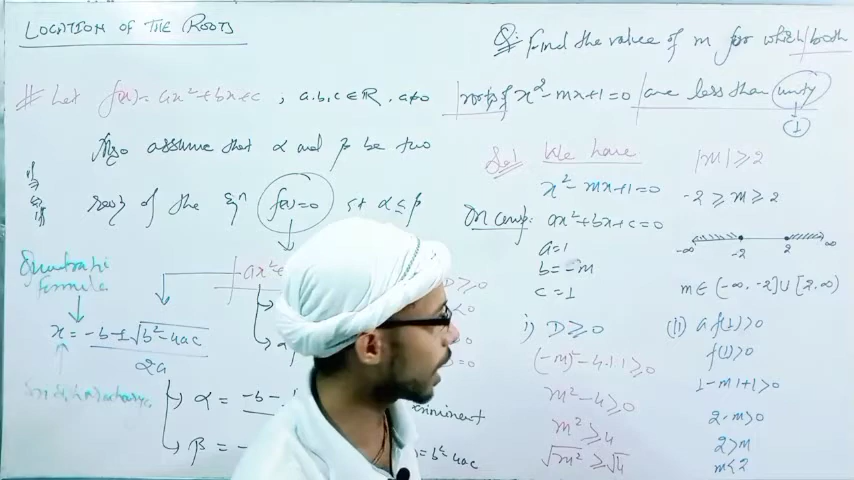 LOCATION OF THE ROOTS
# Let f(x) = ax²+bx+c ; a,b,c ∈ R, a≠0
Also assume that α and β be two
roots of the eqⁿ f(x)=0 st α ≤ β
Quadratic
formula
x = -b ± √b²-4ac
2a
α = -b -
β = -
D ≥ 0
= b²-4ac
Q: Find the value of m for which both
roots of x²-mx+1=0 are less than unity
①
Sol We have
x²-mx+1=0
On comp: ax²+bx+c=0
a=1
b=-m
c=1
i) D ≥ 0
(-m)²-4.1.1 ≥ 0
m²-4 ≥ 0
m² ≥ 4
√m² ≥ √4
|m| ≥ 2
-2 ≥ m ≥ 2
-∞ -2 2 ∞
m ∈ (-∞, -2] ∪ [2, ∞)
(ii) a f(1) > 0
f(1) > 0
1-m+1 > 0
2-m > 0
2 > m
m < 2